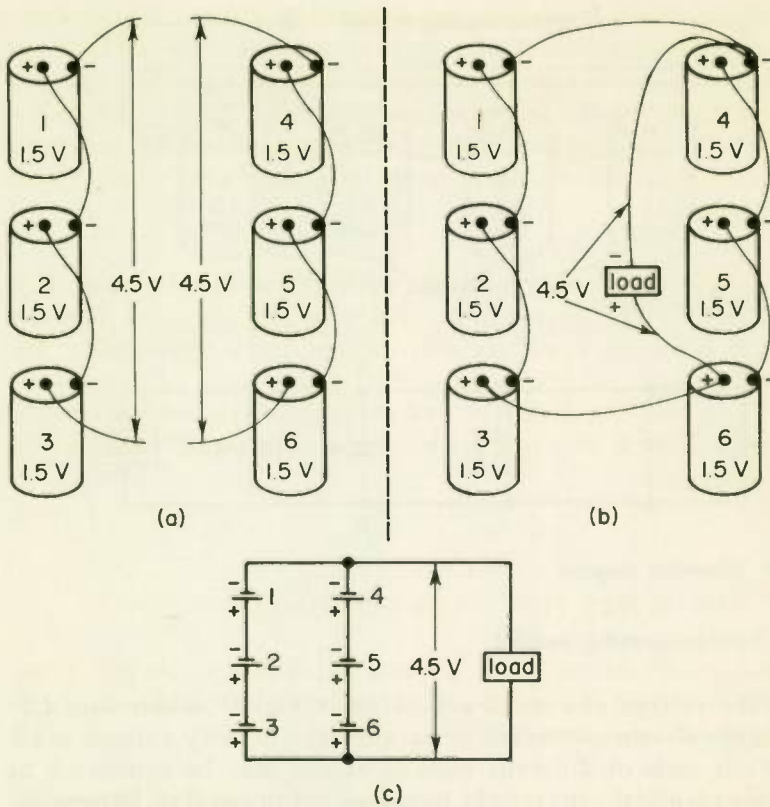 + -
1
1.5 V
+ -
2
1.5 V
+ -
3
1.5 V
4.5 V
4.5 V
+ -
4
1.5 V
+ -
5
1.5 V
+ -
6
1.5 V
(a)
+ -
1
1.5 V
+ -
2
1.5 V
+ -
3
1.5 V
4.5 V
-
load
+
+ -
4
1.5 V
+ -
5
1.5 V
+ -
6
1.5 V
(b)
- 1
+
- 2
+
- 3
+
- 4
+
- 5
+
- 6
+
4.5 V
load
(c)